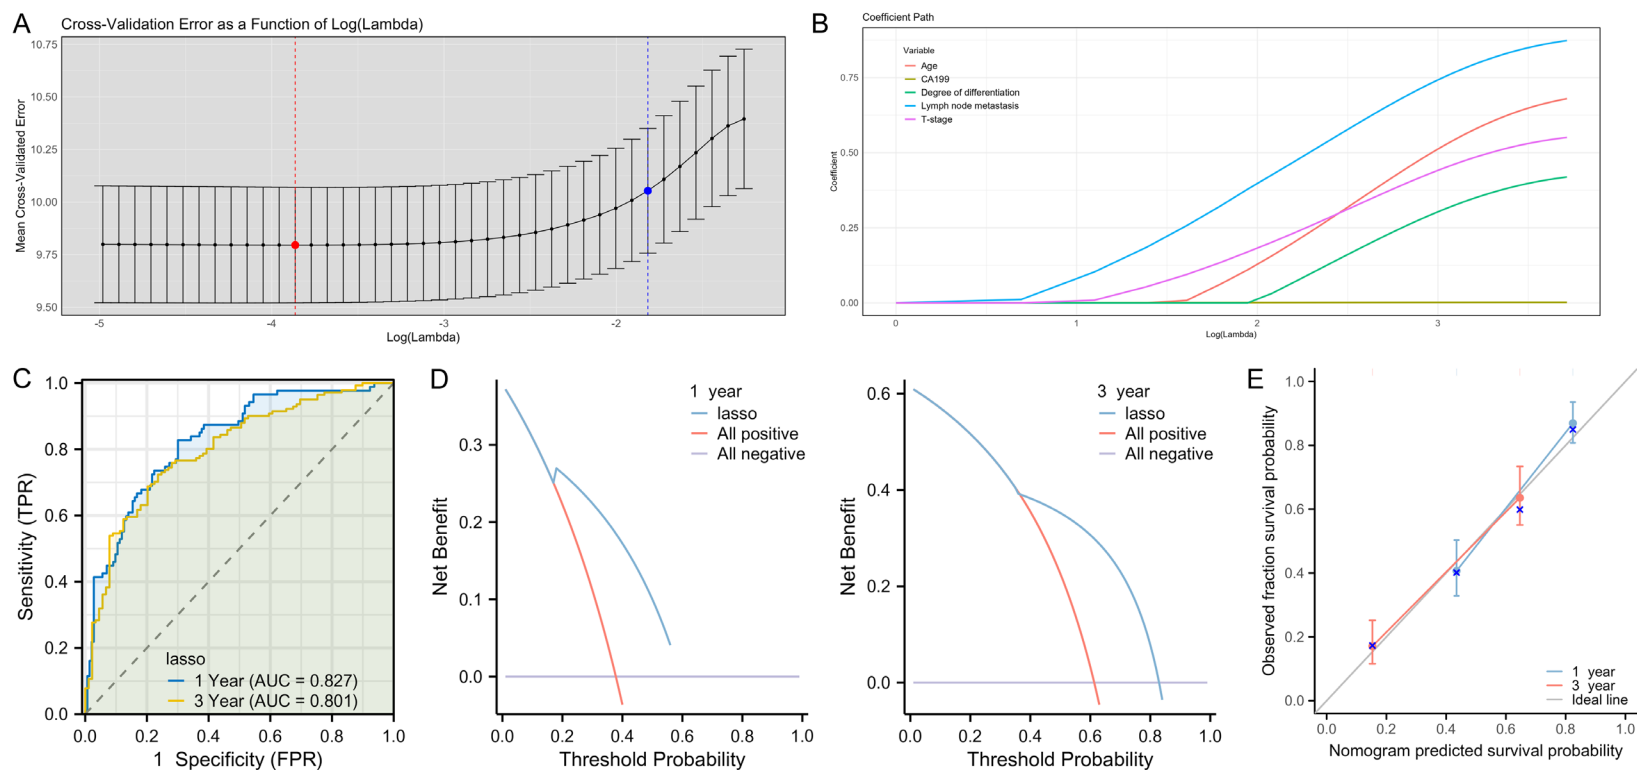 A
Cross-Validation Error as a Function of Log(Lambda)
Mean Cross-Validated Error
10.75
10.50
10.25
10.00
9.75
9.50
-5
-4
-3
-2
Log(Lambda)
B
Coefficient Path
Variable
Age
CA199
Degree of differentiation
Lymph node metastasis
T-stage
Coefficient
0.75
0.50
0.25
0.00
0
1
2
3
Log(Lambda)
C
Sensitivity (TPR)
1.0
0.8
0.6
0.4
0.2
0.0
lasso
1 Year (AUC = 0.827)
3 Year (AUC = 0.801)
0.0
0.2
0.4
0.6
0.8
1.0
1 Specificity (FPR)
D
Net Benefit
0.3
0.2
0.1
0.0
1 year
lasso
All positive
All negative
0.0
0.2
0.4
0.6
0.8
1.0
Threshold Probability
Net Benefit
0.6
0.4
0.2
0.0
3 year
lasso
All positive
All negative
0.0
0.2
0.4
0.6
0.8
1.0
Threshold Probability
E
Observed fraction survival probability
1.0
0.8
0.6
0.4
0.2
0.0
1 year
3 year
Ideal line
0.0
0.2
0.4
0.6
0.8
1.0
Nomogram predicted survival probability